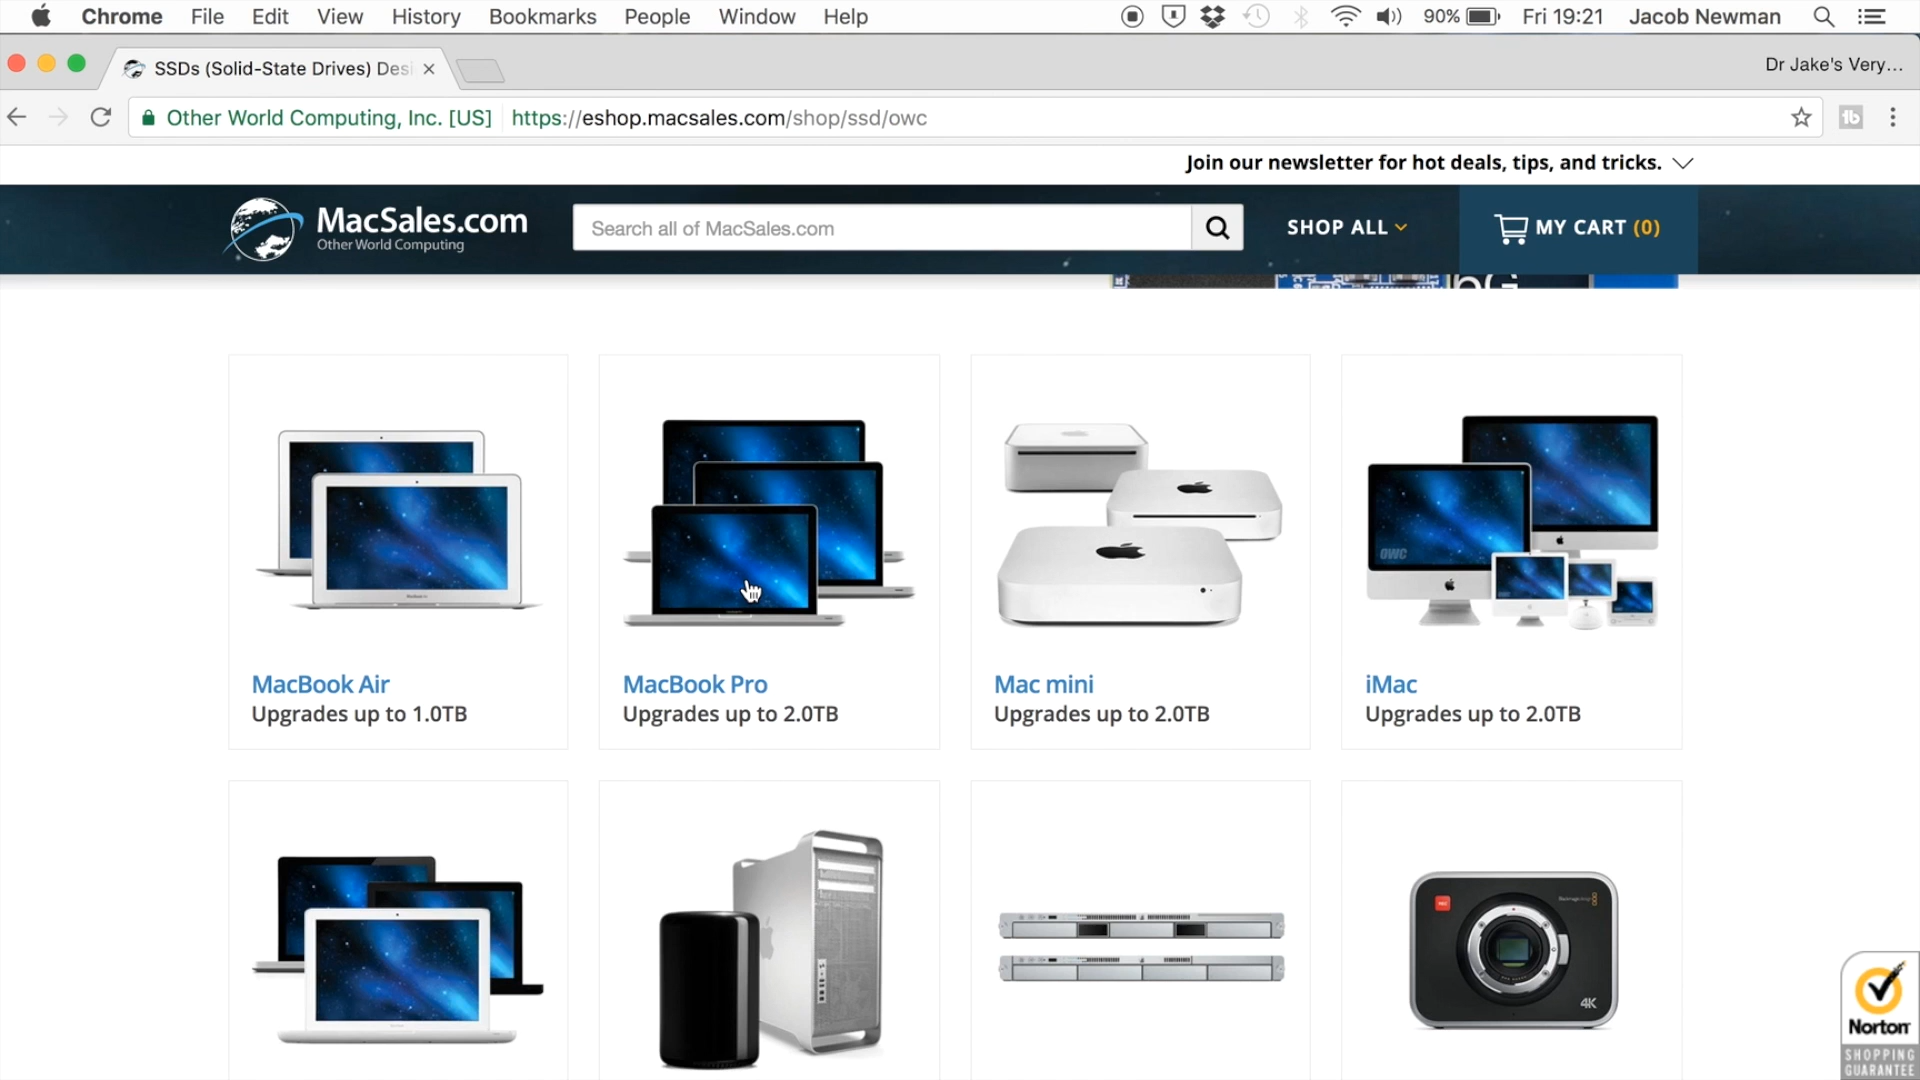 Chrome File Edit View History Bookmarks People Window Help 90% Fri 19:21 Jacob Newman
SSDs (Solid-State Drives) Desi
Dr Jake's Very...
Other World Computing, Inc. [US] https://eshop.macsales.com/shop/ssd/owc
Join our newsletter for hot deals, tips, and tricks.
MacSales.com
Other World Computing
Search all of MacSales.com
SHOP ALL
MY CART (0)
OWC
MacBook Air
Upgrades up to 1.0TB
MacBook Pro
Upgrades up to 2.0TB
Mac mini
Upgrades up to 2.0TB
iMac
Upgrades up to 2.0TB
4K
Norton
SHOPPING
GUARANTEE